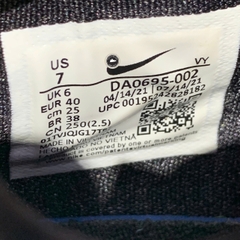 US VY
7
UK 6 DA0695-002
EUR 40 04/14/21 07/14/21
cm 25 UPC 00195242828182
BR 38
CN 250(2.5)
MADE IN VIETNAM